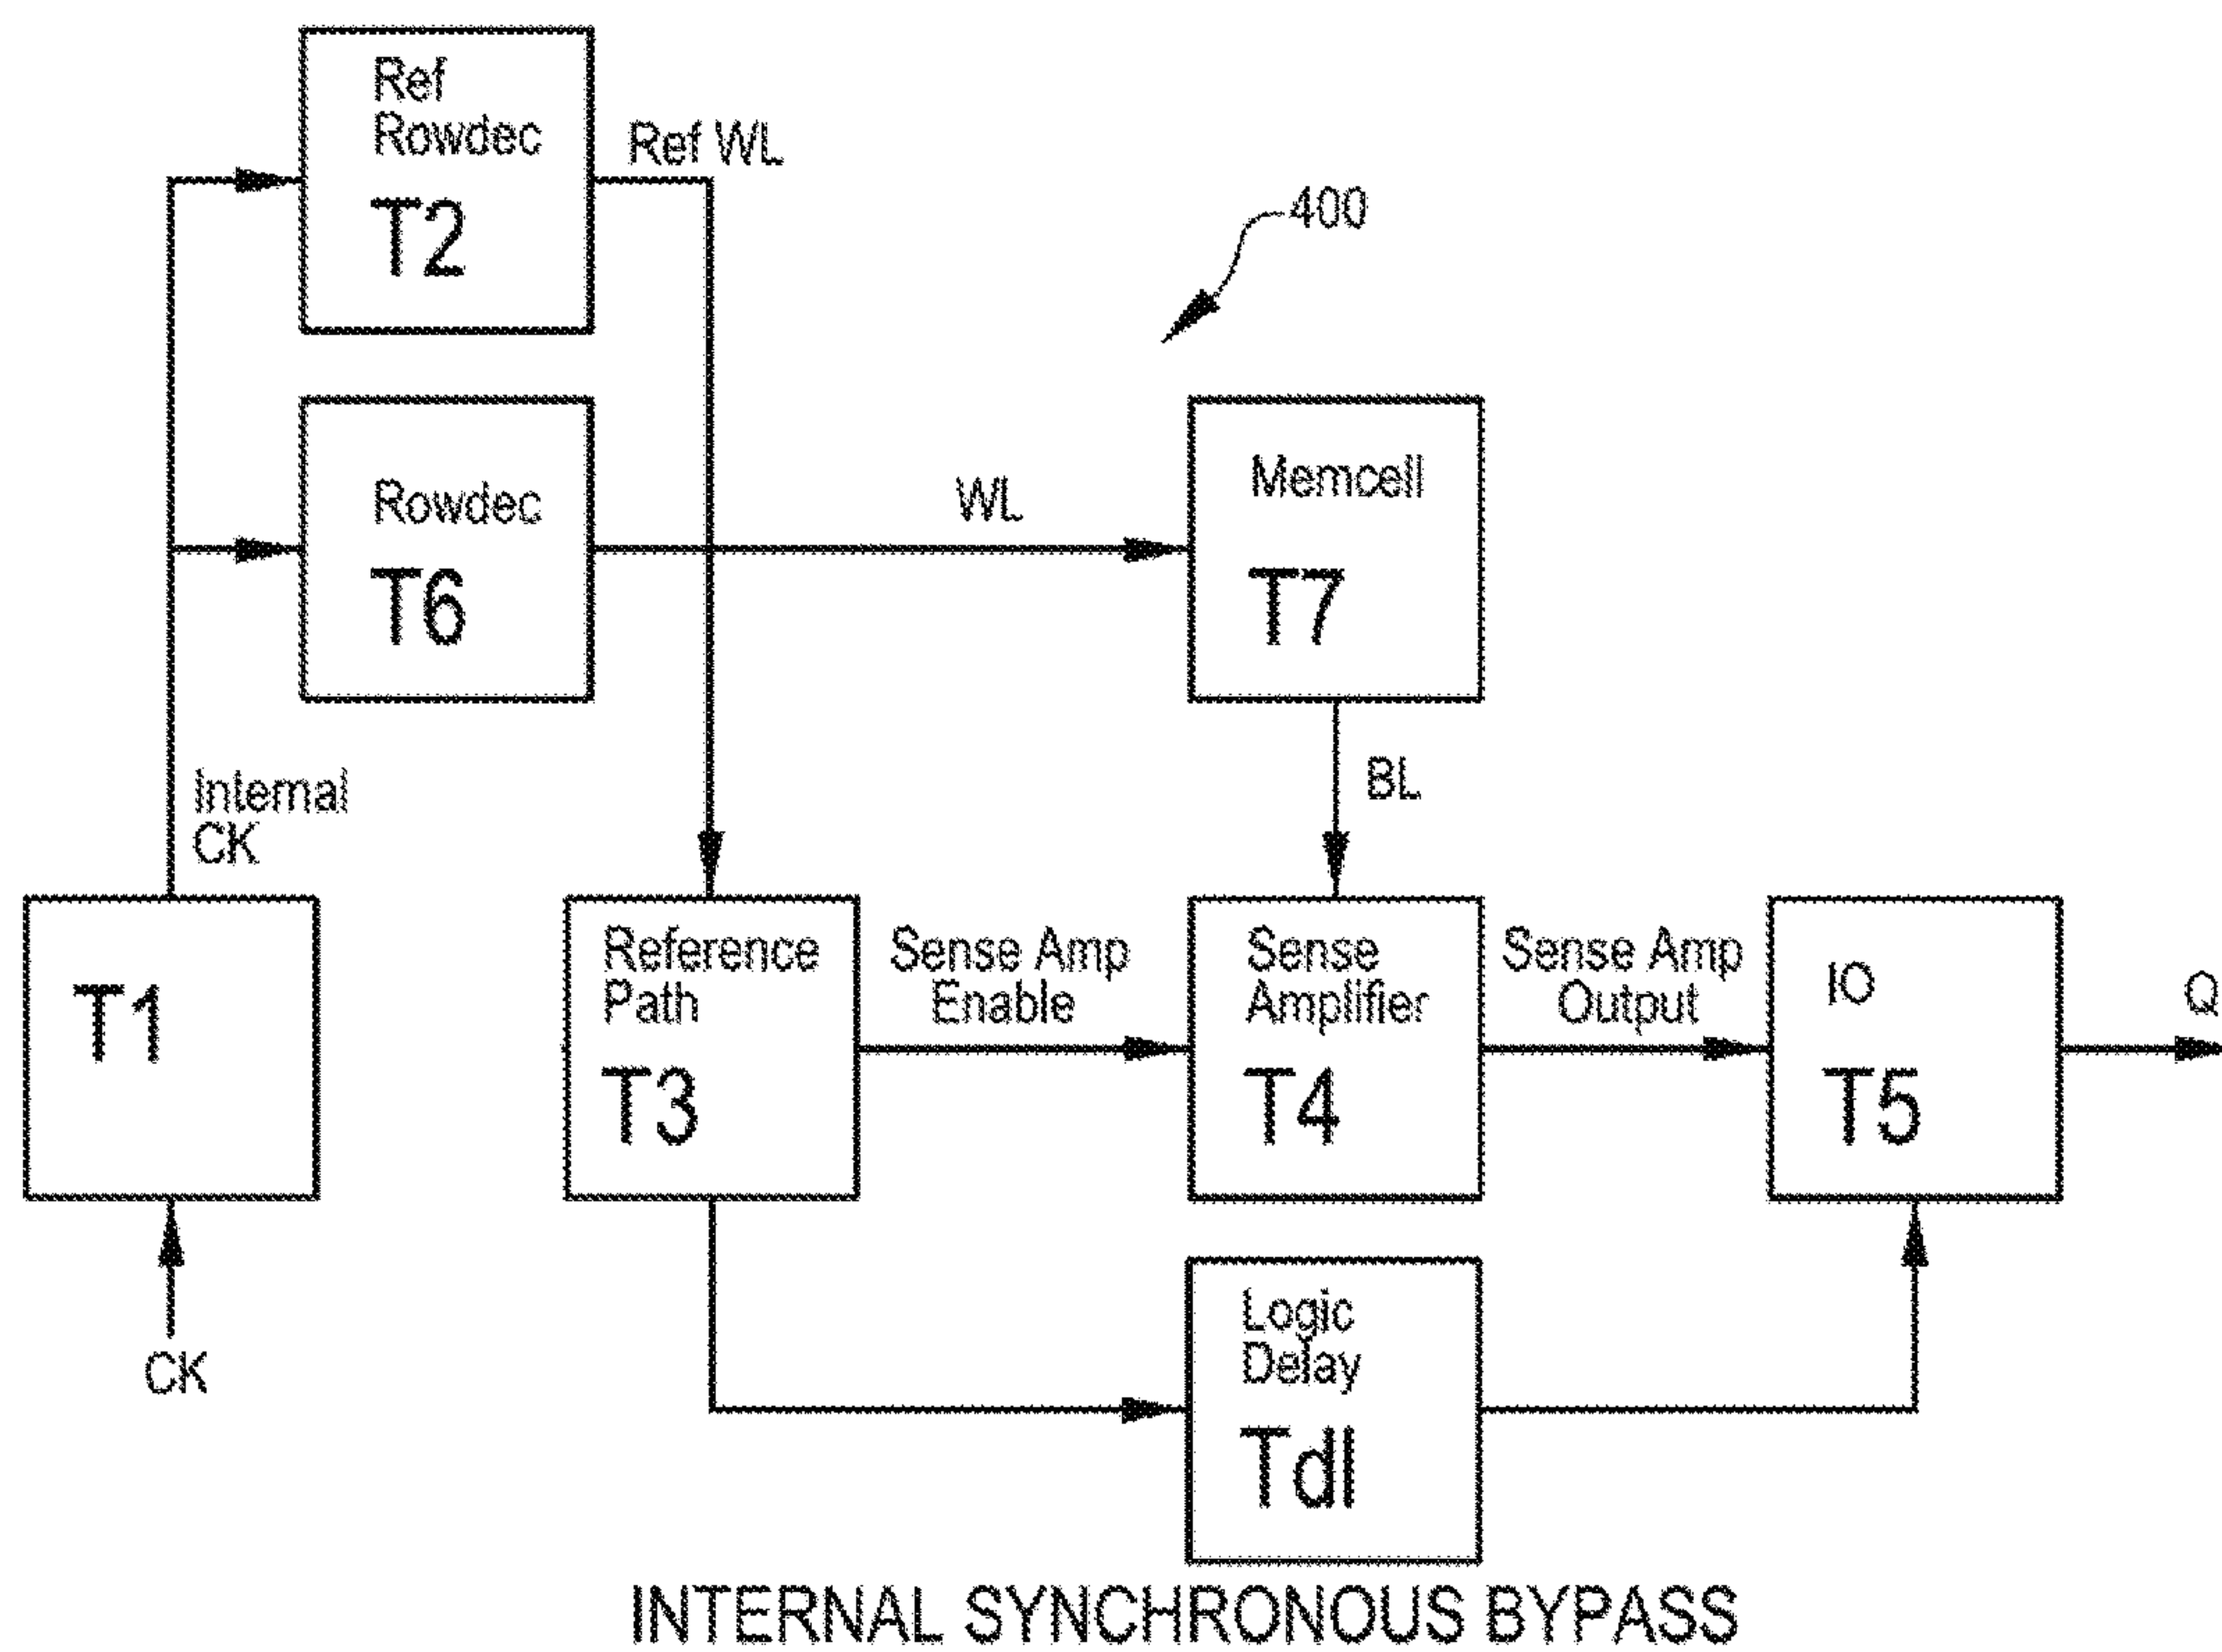 Ref
Rowdec
T2
Ref WL
400
Rowdec
T6
WL
Memcell
T7
Internal
CK
BL
T1
Reference
Path
T3
Sense Amp
Enable
Sense
Amplifier
T4
Sense Amp
Output
IO
T5
Q
CK
Logic
Delay
Tdl
INTERNAL SYNCHRONOUS BYPASS